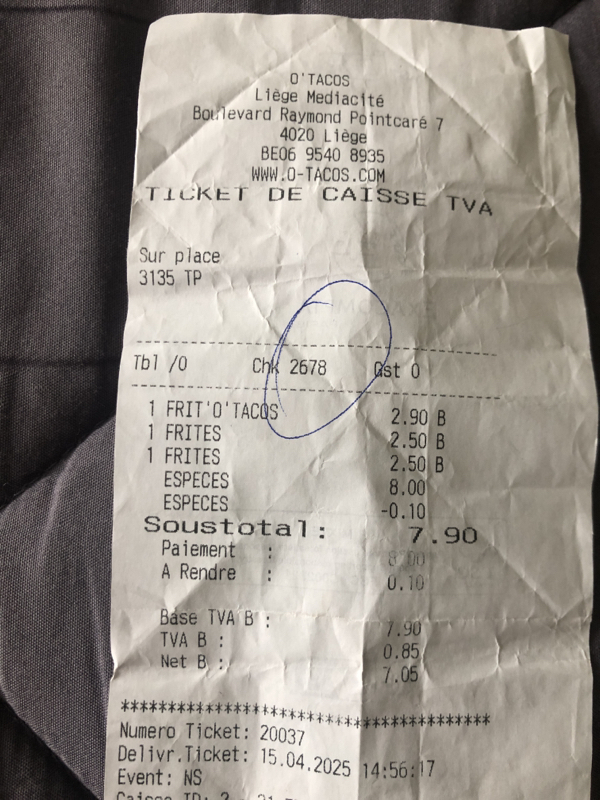 O'TACOS
Liège Mediacité
Boulevard Raymond Pointcaré 7
4020 Liège
BE06 9540 8935
WWW.O-TACOS.COM
TICKET DE CAISSE TVA
Sur place
3135 TP
Tbl /0 Chk 2678 Gst 0
1 FRIT'O'TACOS 2.90 B
1 FRITES 2.50 B
1 FRITES 2.50 B
ESPECES 8.00
ESPECES -0.10
Soustotal: 7.90
Paiement : 8.00
A Rendre : 0.10
Base TVA B : 7.90
TVA B : 0.85
Net B : 7.05
***************************************
Numero Ticket: 20037
Delivr.Ticket: 15.04.2025 14:56:17
Event: NS
Caisse ID: 2